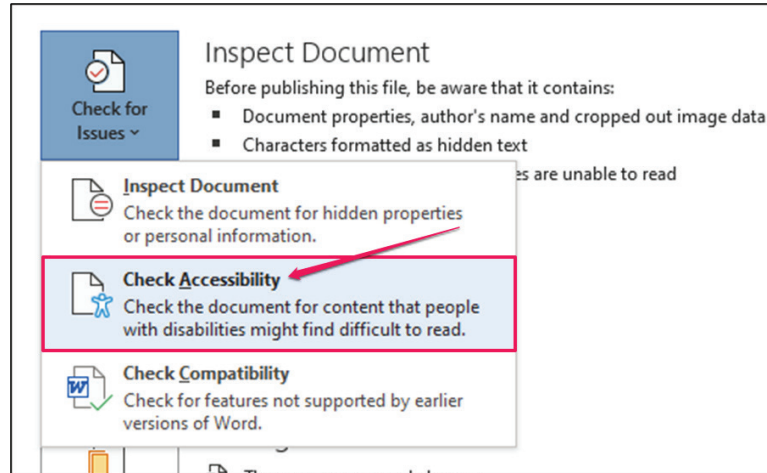 Inspect Document
Before publishing this file, be aware that it contains:
Document properties, author's name and cropped out image data
Characters formatted as hidden text
are unable to read
Check for
Issues
Inspect Document
Check the document for hidden properties
or personal information.
Check Accessibility
Check the document for content that people
with disabilities might find difficult to read.
Check Compatibility
Check for features not supported by earlier
versions of Word.